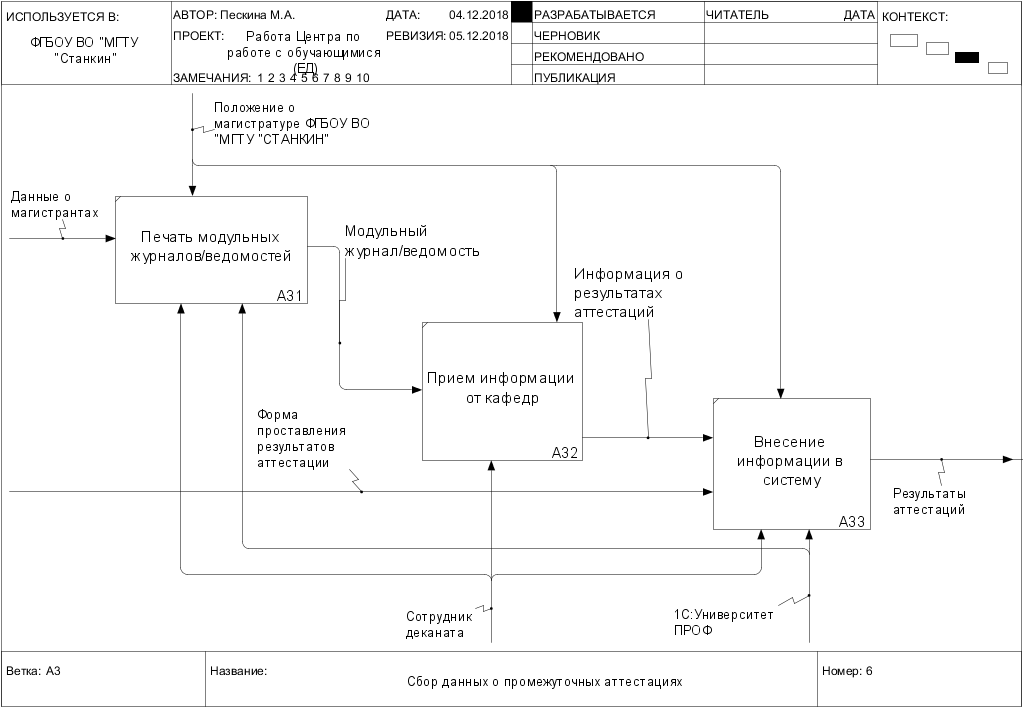 ИСПОЛЬЗУЕТСЯ В:
ФГБОУ ВО "МГТУ
"Станкин"
АВТОР: Пескина М.А.
ДАТА: 04.12.2018
ПРОЕКТ: Работа Центра по
работе с обучающимися
(ЕД)
РЕВИЗИЯ: 05.12.2018
ЗАМЕЧАНИЯ: 1 2 3 4 5 6 7 8 9 10
РАЗРАБАТЫВАЕТСЯ
ЧЕРНОВИК
РЕКОМЕНДОВАНО
ПУБЛИКАЦИЯ
ЧИТАТЕЛЬ ДАТА
КОНТЕКСТ:
Положение о
магистратуре ФГБОУ ВО
"МГТУ "СТАНКИН"
Данные о
магистрантах
Печать модульных
журналов/ведомостей
А31
Модульный
журнал/ведомость
Информация о
результатах
аттестаций
Прием информации
от кафедр
А32
Форма
проставления
результатов
аттестации
Внесение
информации в
систему
А33
Результаты
аттестаций
Сотрудник
деканата
1С:Университет
ПРОФ
Ветка: А3
Название:
Сбор данных о промежуточных аттестациях
Номер: 6